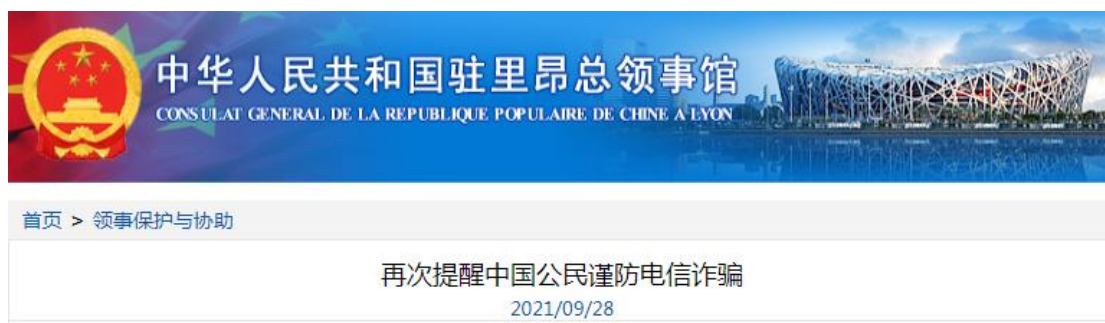 中华人民共和国驻里昂总领事馆
CONSULAT GENERAL DE LA REPUBLIQUE POPULAIRE DE CHINE A LYON
首页 > 领事保护与协助
再次提醒中国公民谨防电信诈骗
2021/09/28